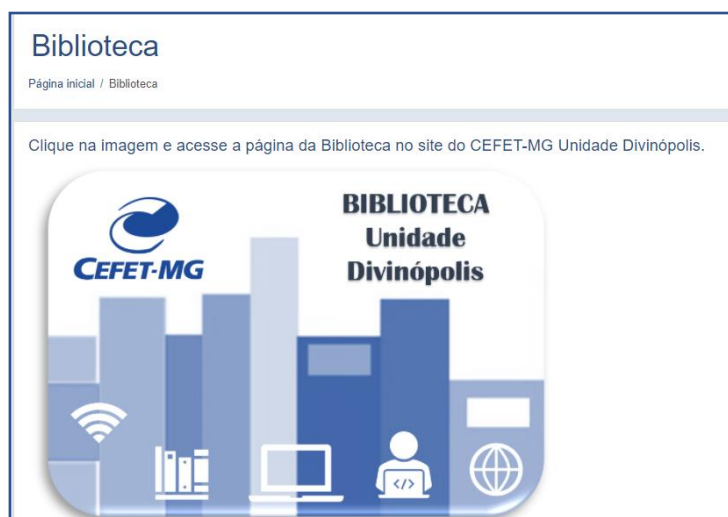 Biblioteca
Página inicial / Biblioteca
Clique na imagem e acesse a página da Biblioteca no site do CEFET-MG Unidade Divinópolis.
CEFET-MG
BIBLIOTECA
Unidade
Divinópolis
</>